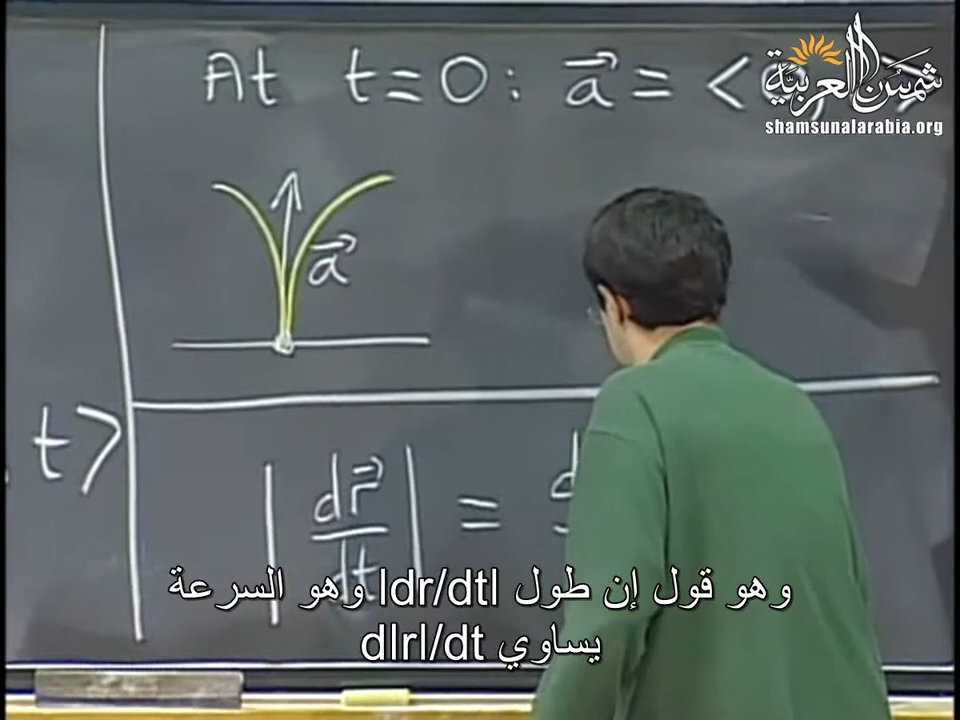 At t=0: a⃗ = <
شمس العربية
shamsunalarabia.org
a⃗
t>
|dr⃗/dt| = d
وهو قول إن طول ldr/dtl وهو السرعة
يساوي dlrl/dt